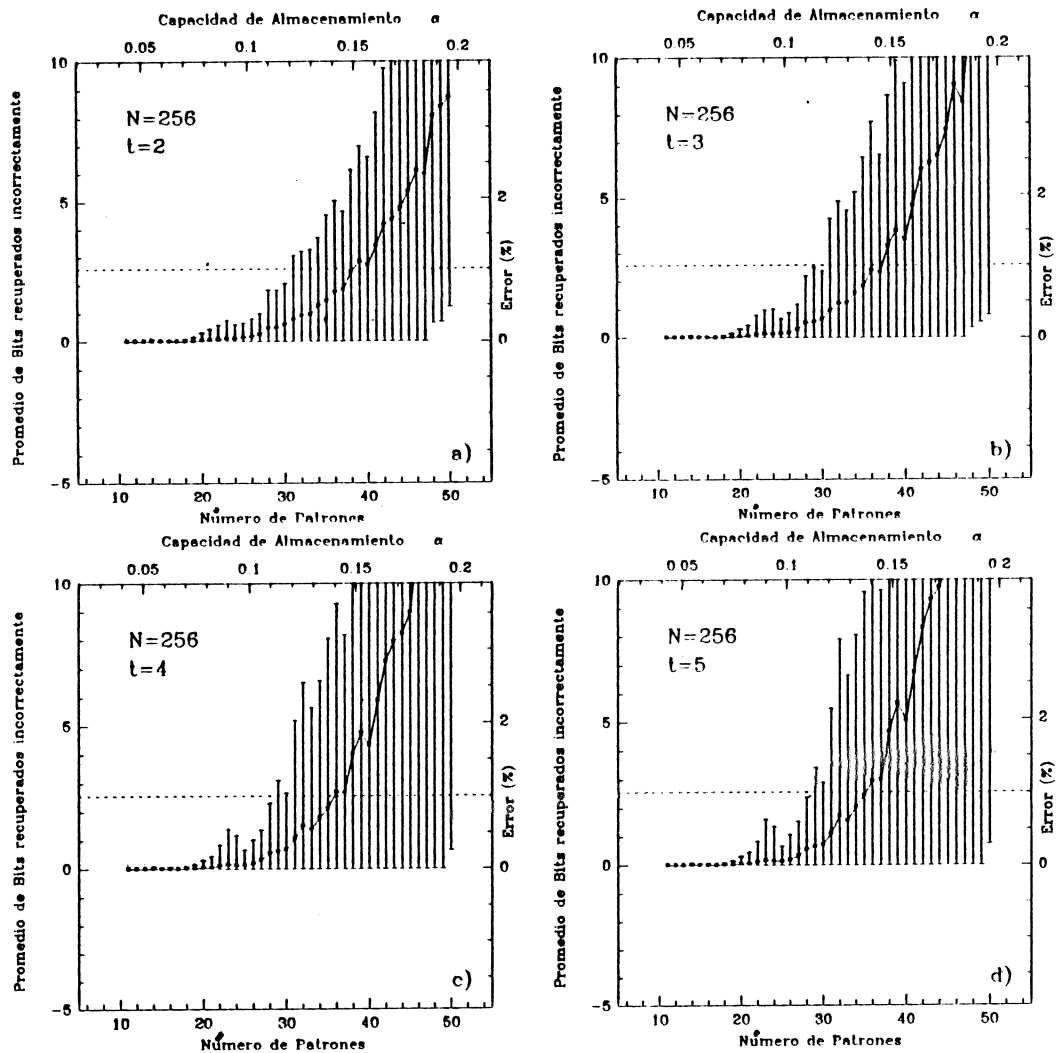 Capacidad de Almacenamiento α
0.05 0.1 0.15 0.2
10
5
0
-5
Promedio de Bits recuperados incorrectamente
N=256
t=2
2
0
Error (%)
a)
10 20 30 40 50
Número de Patrones
Capacidad de Almacenamiento α
0.05 0.1 0.15 0.2
10
5
0
-5
Promedio de Bits recuperados incorrectamente
N=256
t=3
2
0
Error (%)
b)
10 20 30 40 50
Número de Patrones
Capacidad de Almacenamiento α
0.05 0.1 0.15 0.2
10
5
0
-5
Promedio de Bits recuperados incorrectamente
N=256
t=4
2
0
Error (%)
c)
10 20 30 40 50
Número de Patrones
Capacidad de Almacenamiento α
0.05 0.1 0.15 0.2
10
5
0
-5
Promedio de Bits recuperados incorrectamente
N=256
t=5
2
0
Error (%)
d)
10 20 30 40 50
Número de Patrones